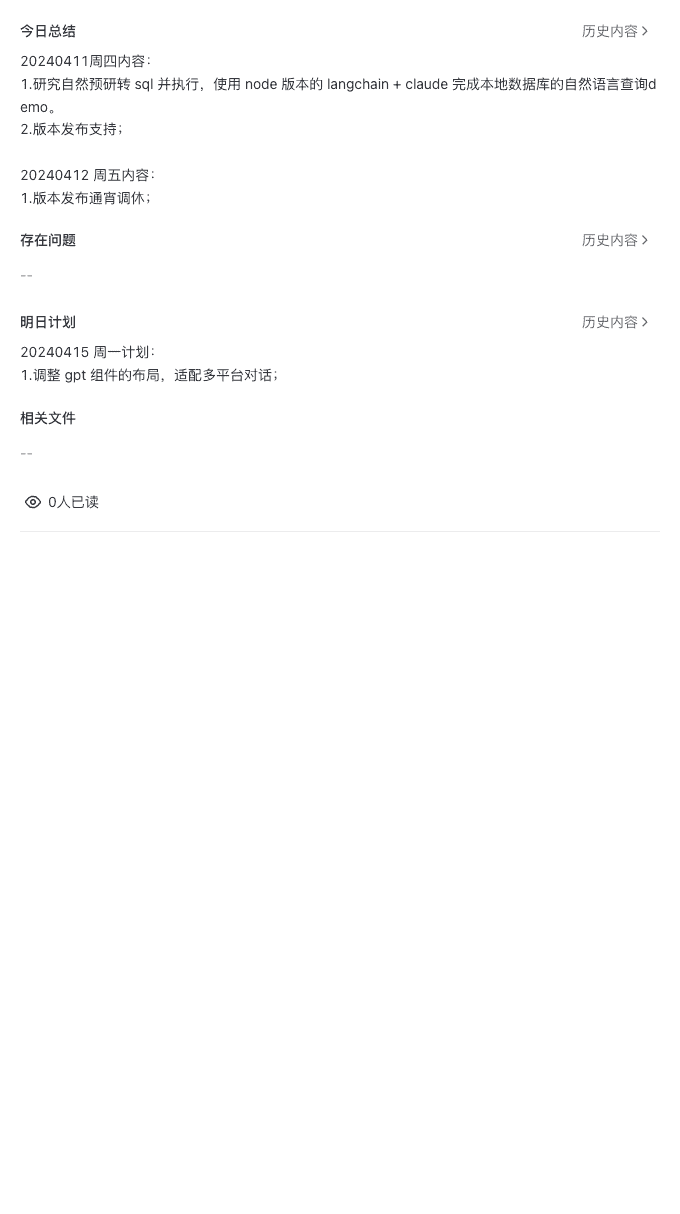 今日总结
历史内容 >
20240411周四内容：
1.研究自然预研转 sql 并执行，使用 node 版本的 langchain + claude 完成本地数据库的自然语言查询d
emo。
2.版本发布支持；
20240412 周五内容：
1.版本发布通宵调休；
存在问题
历史内容 >
--
明日计划
历史内容 >
20240415 周一计划：
1.调整 gpt 组件的布局，适配多平台对话；
相关文件
--
0人已读